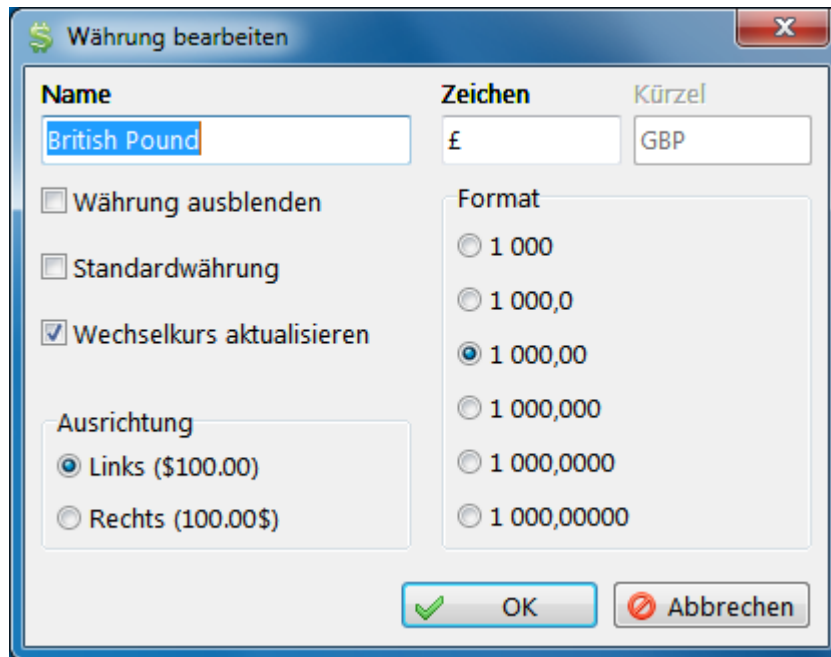 Währung bearbeiten
Name
Zeichen
Kürzel
British Pound
£
GBP
Währung ausblenden
Standardwährung
Wechselkurs aktualisieren
Ausrichtung
Links ($100.00)
Rechts (100.00$)
Format
1 000
1 000,0
1 000,00
1 000,000
1 000,0000
1 000,00000
OK
Abbrechen